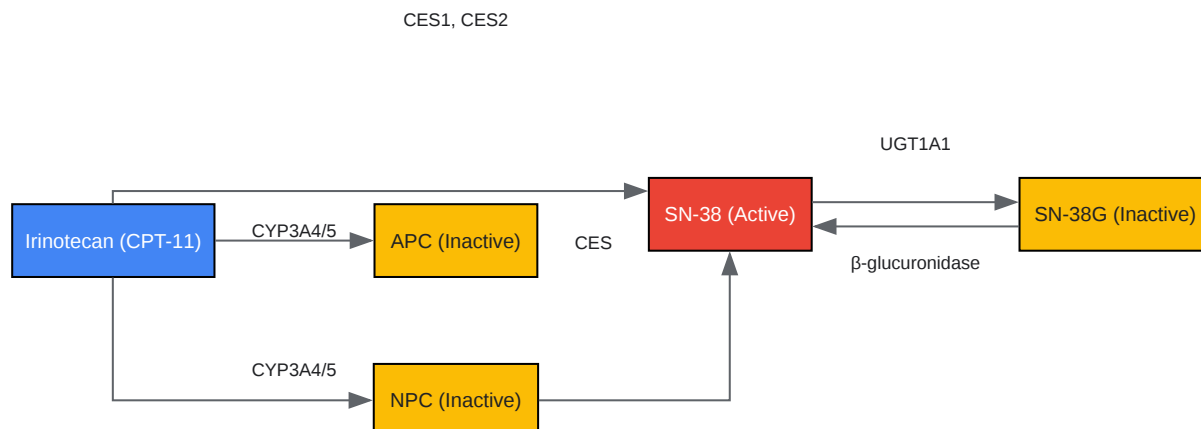 CES1, CES2
UGT1A1
SN-38 (Active)
SN-38G (Inactive)
Irinotecan (CPT-11)
CYP3A4/5
APC (Inactive)
CES
β-glucuronidase
CYP3A4/5
NPC (Inactive)